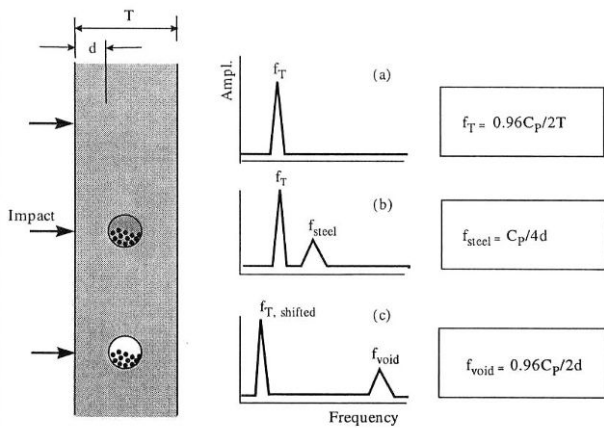 T
d
Impact
Ampl.
f_T
(a)
f_T = 0.96C_P/2T
f_T
f_steel
(b)
f_steel = C_P/4d
f_T, shifted
f_void
(c)
f_void = 0.96C_P/2d
Frequency